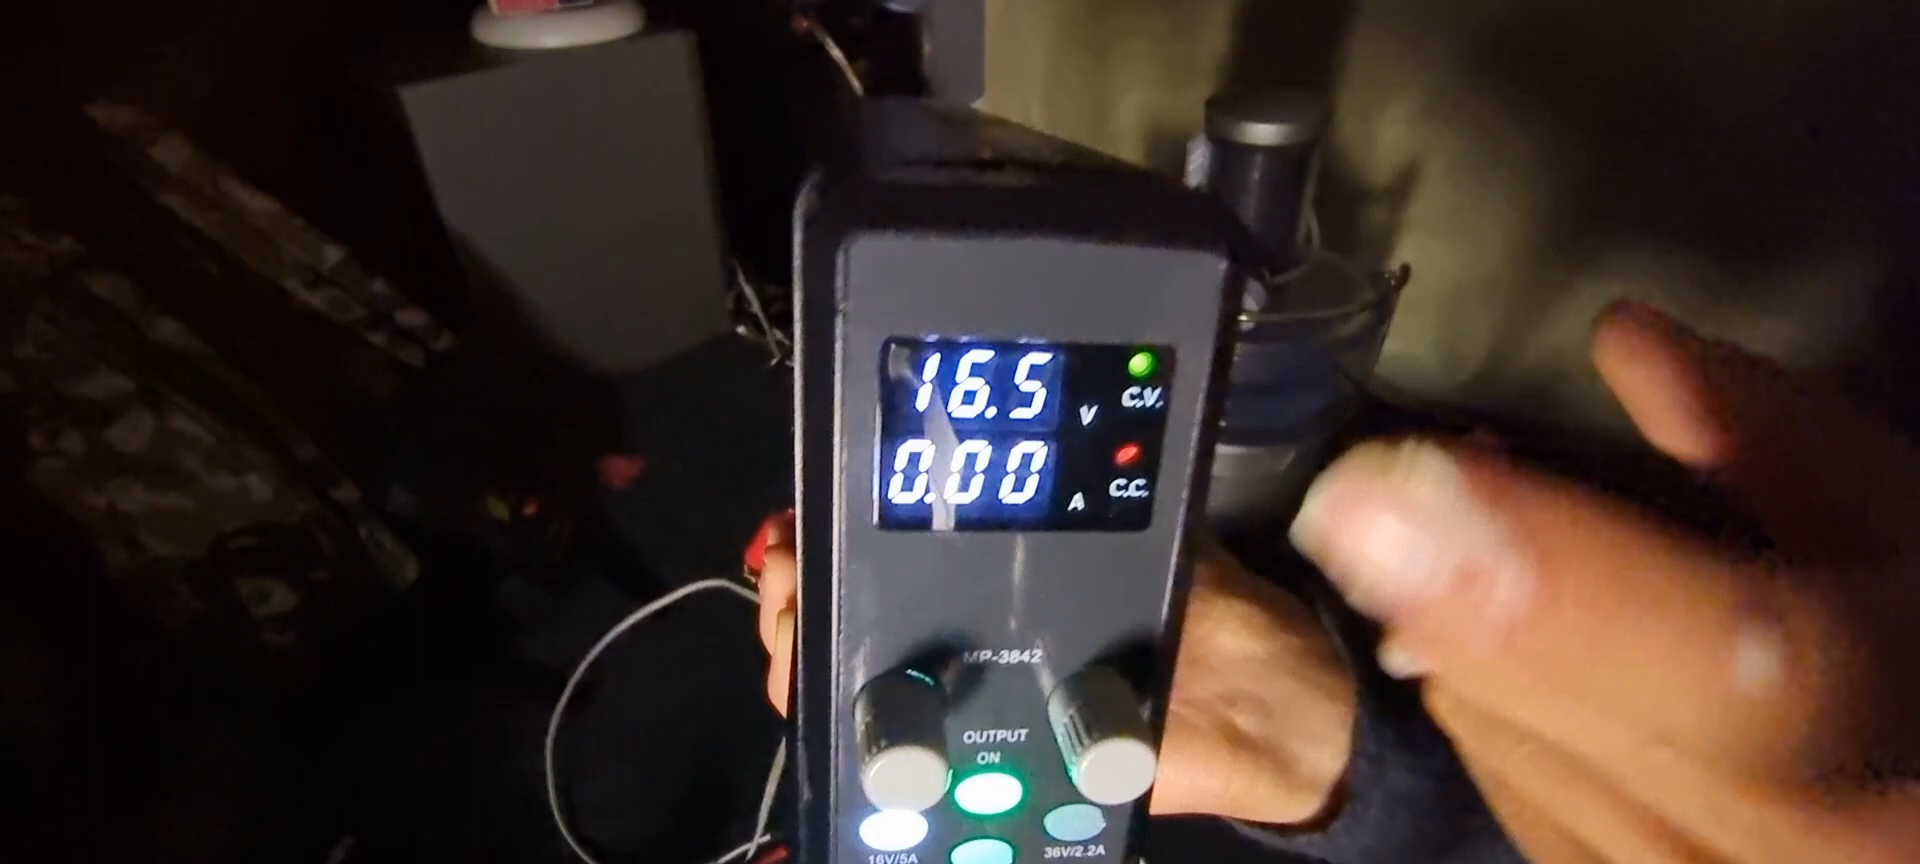 16.5 V C.V.
0.00 A C.C.
MP-3842
OUTPUT
ON
16V/5A
36V/2.2A